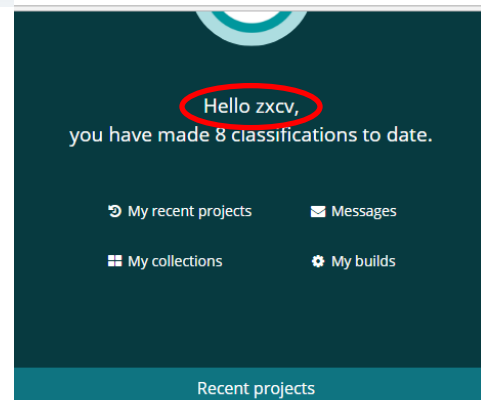 Hello zxcv,
you have made 8 classifications to date.
My recent projects
Messages
My collections
My builds
Recent projects